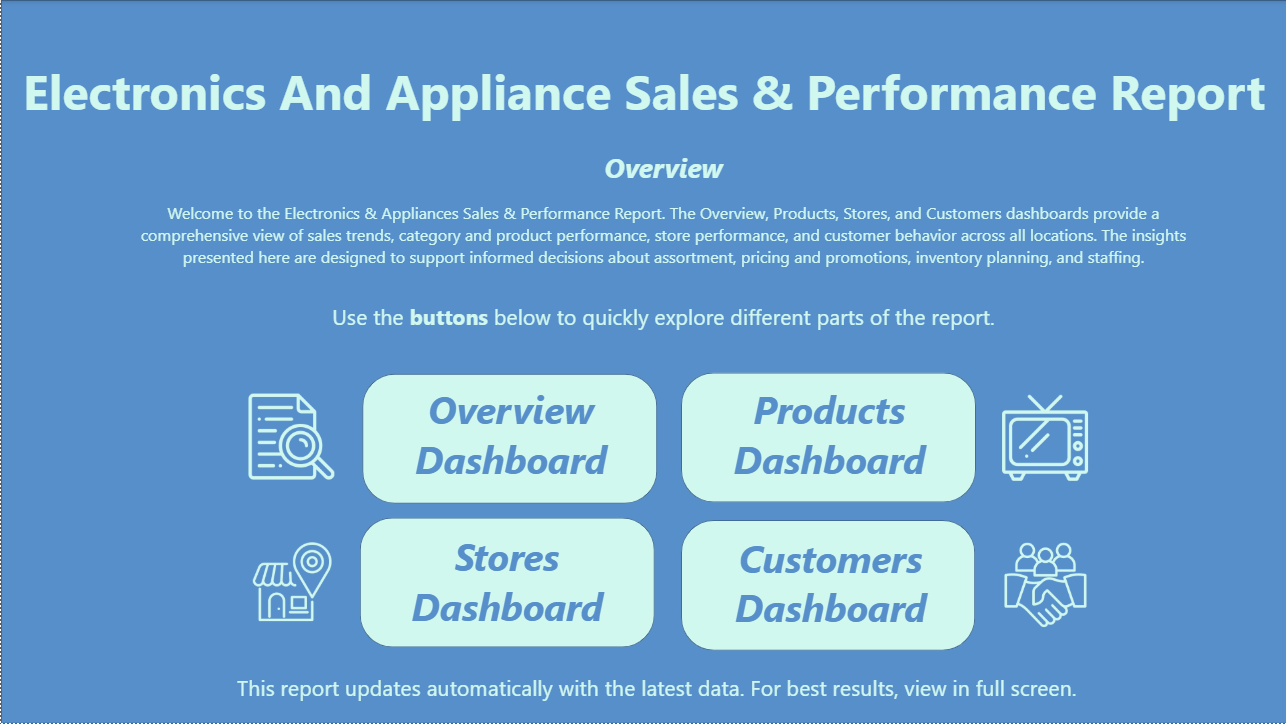 Electronics And Appliance Sales & Performance Report
Overview
Welcome to the Electronics & Appliances Sales & Performance Report. The Overview, Products, Stores, and Customers dashboards provide a
comprehensive view of sales trends, category and product performance, store performance, and customer behavior across all locations. The insights
presented here are designed to support informed decisions about assortment, pricing and promotions, inventory planning, and staffing.
Use the buttons below to quickly explore different parts of the report.
Overview
Dashboard
Products
Dashboard
Stores
Dashboard
Customers
Dashboard
This report updates automatically with the latest data. For best results, view in full screen.